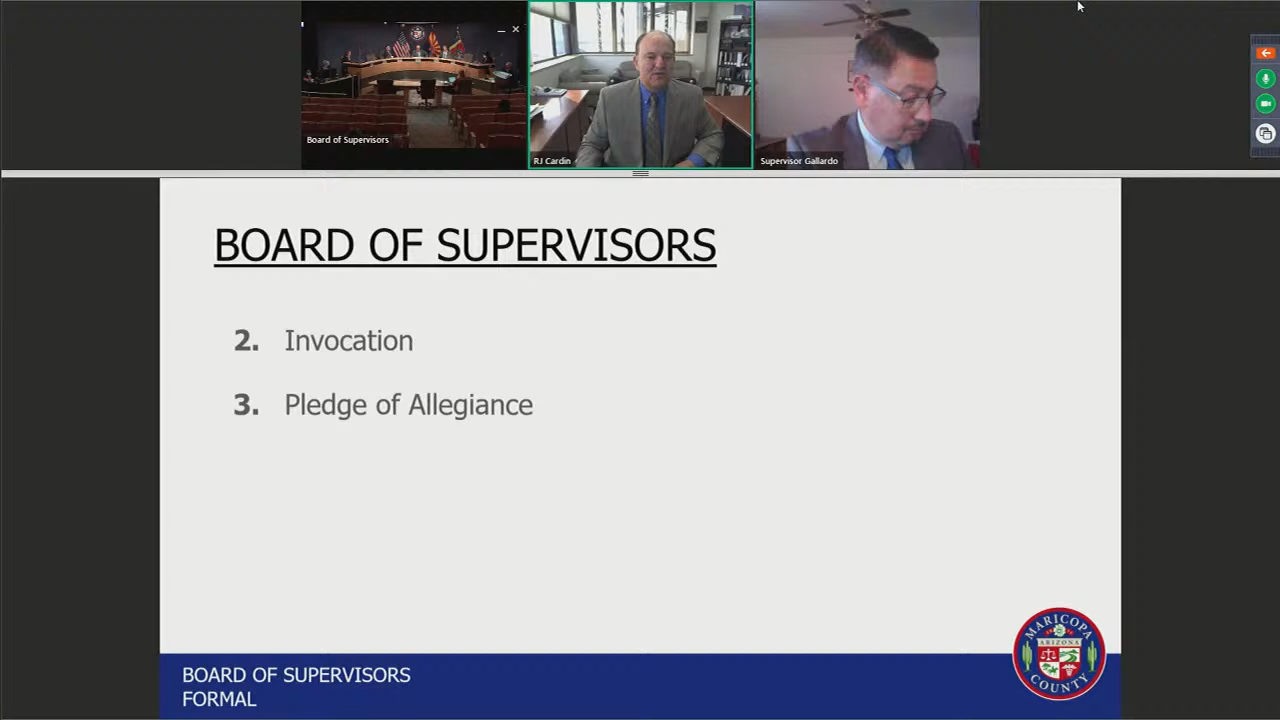 Board of Supervisors
RJ Cardin
Supervisor Gallardo
BOARD OF SUPERVISORS
2. Invocation
3. Pledge of Allegiance
BOARD OF SUPERVISORS
FORMAL
MARICOPA
ARIZONA
COUNTY